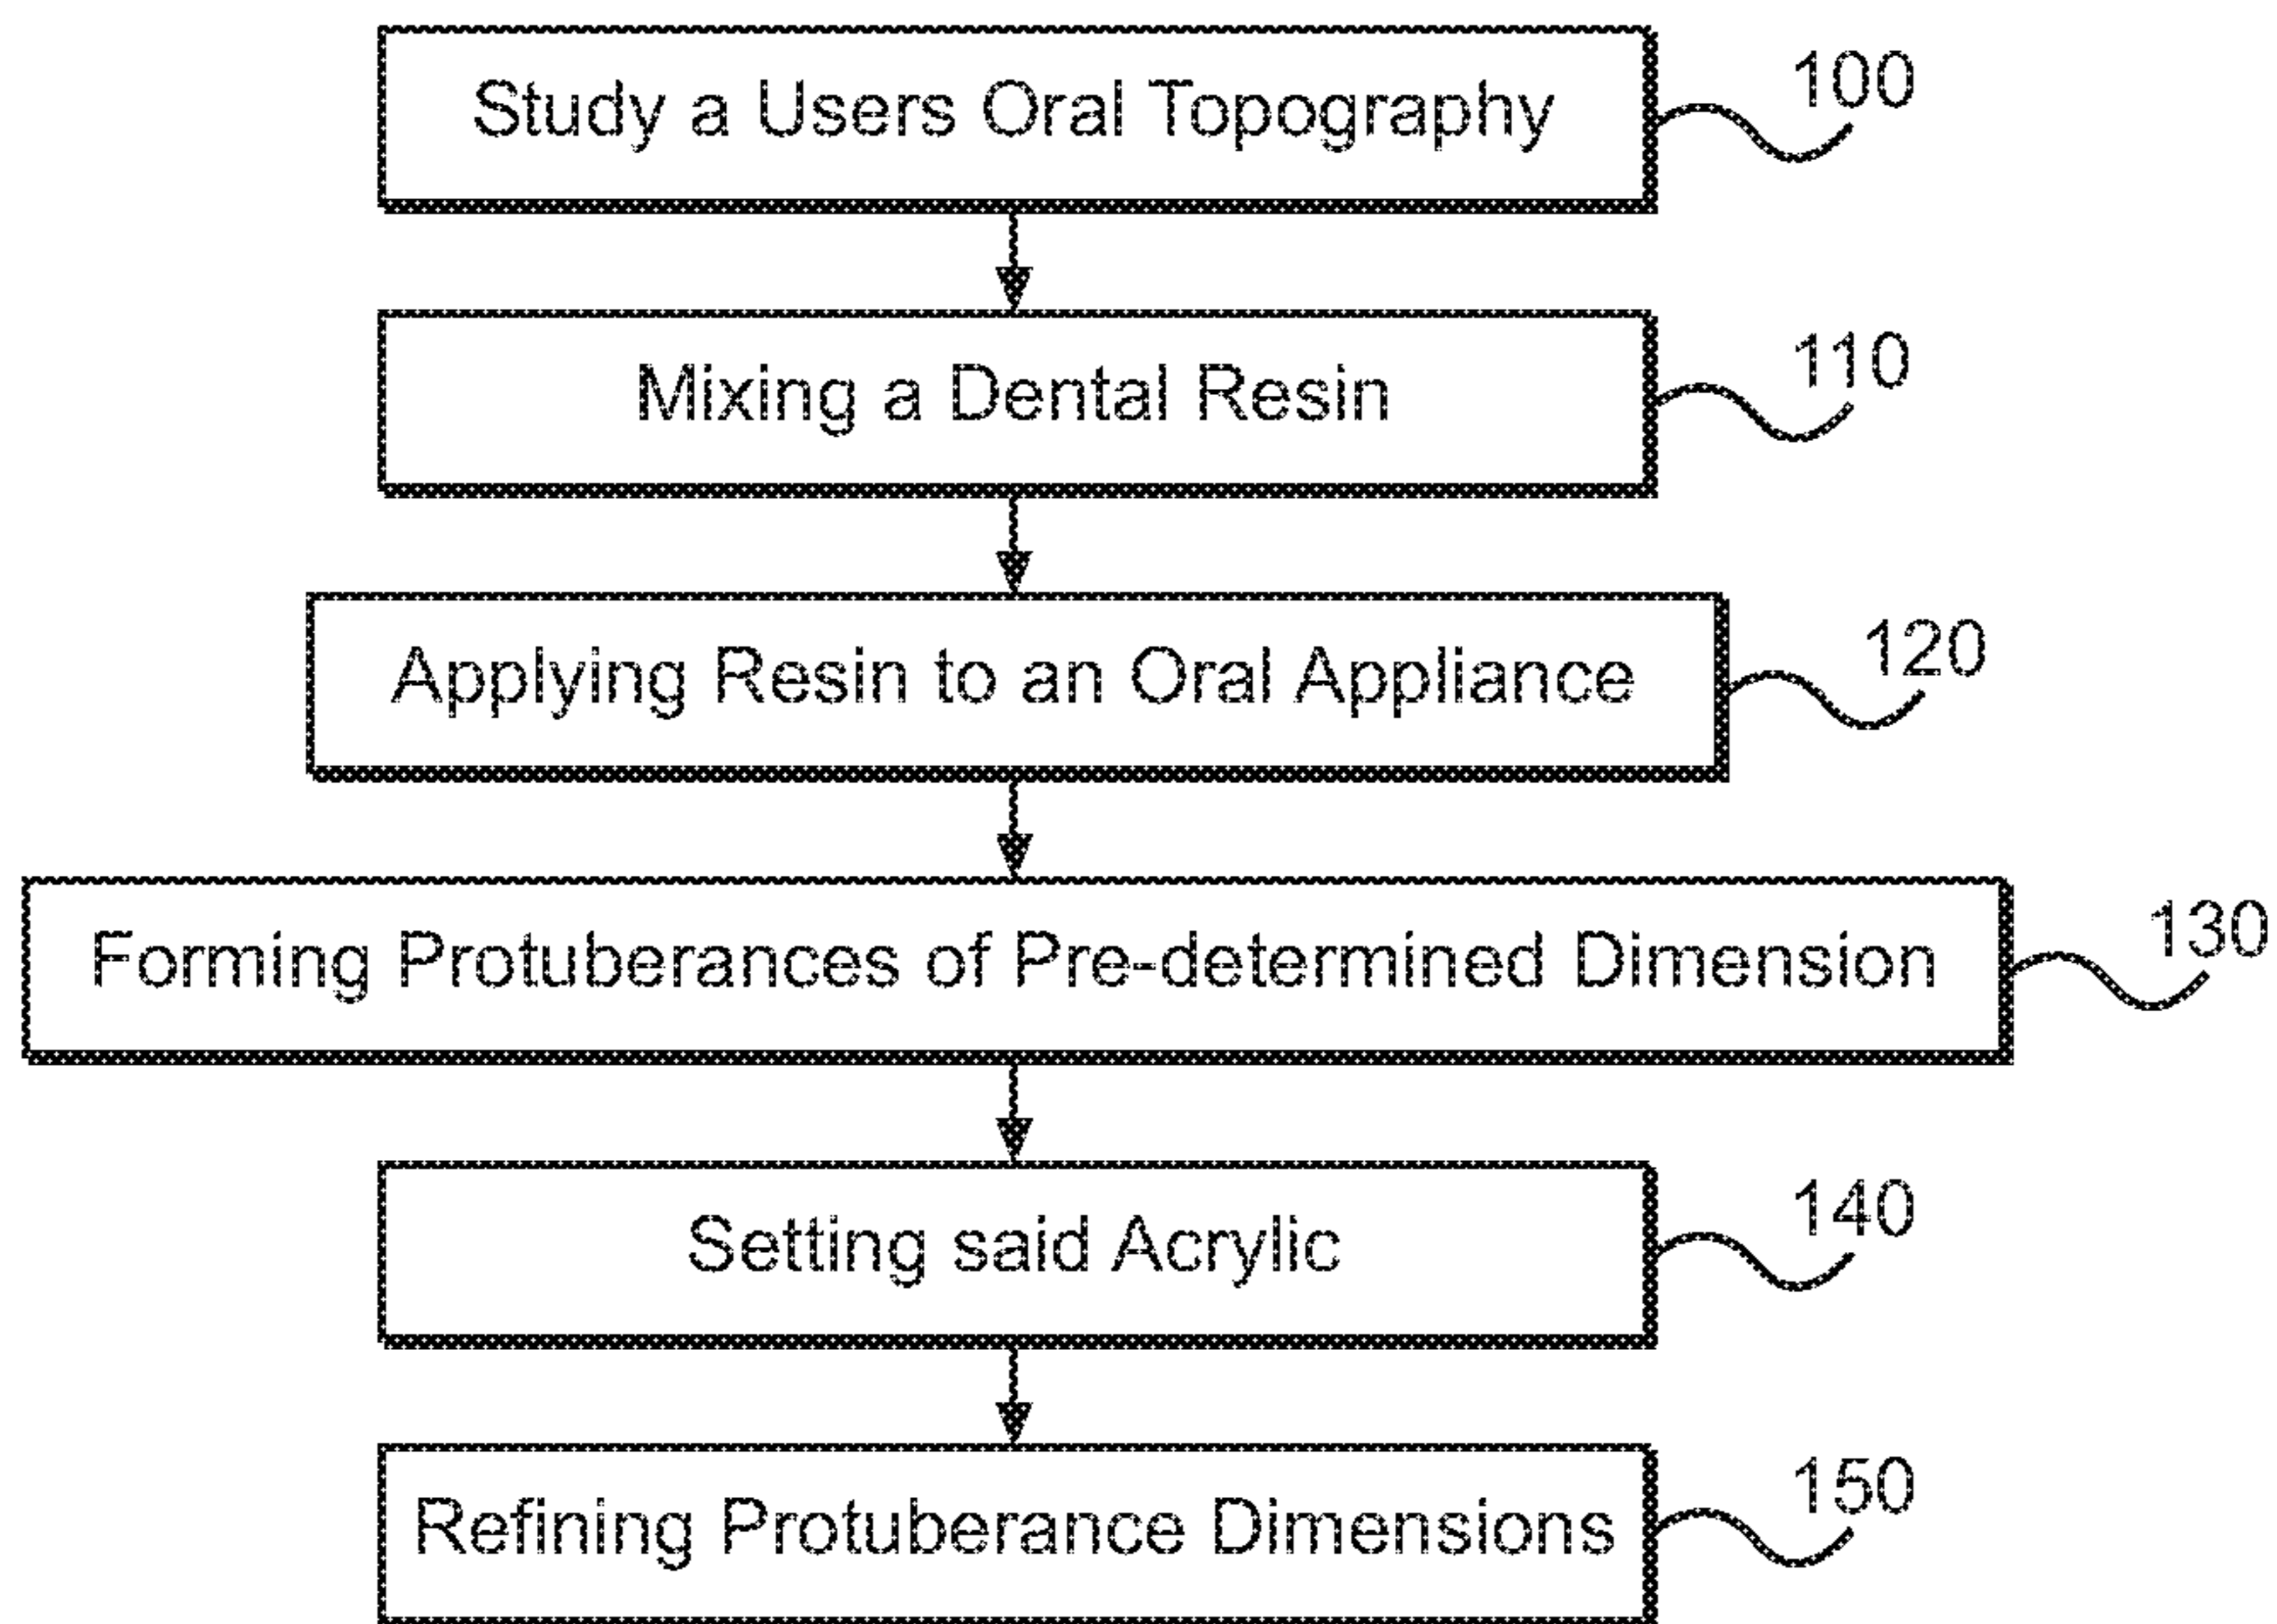 Study a Users Oral Topography
100
Mixing a Dental Resin
110
Applying Resin to an Oral Appliance
120
Forming Protuberances of Pre-determined Dimension
130
Setting said Acrylic
140
Refining Protuberance Dimensions
150